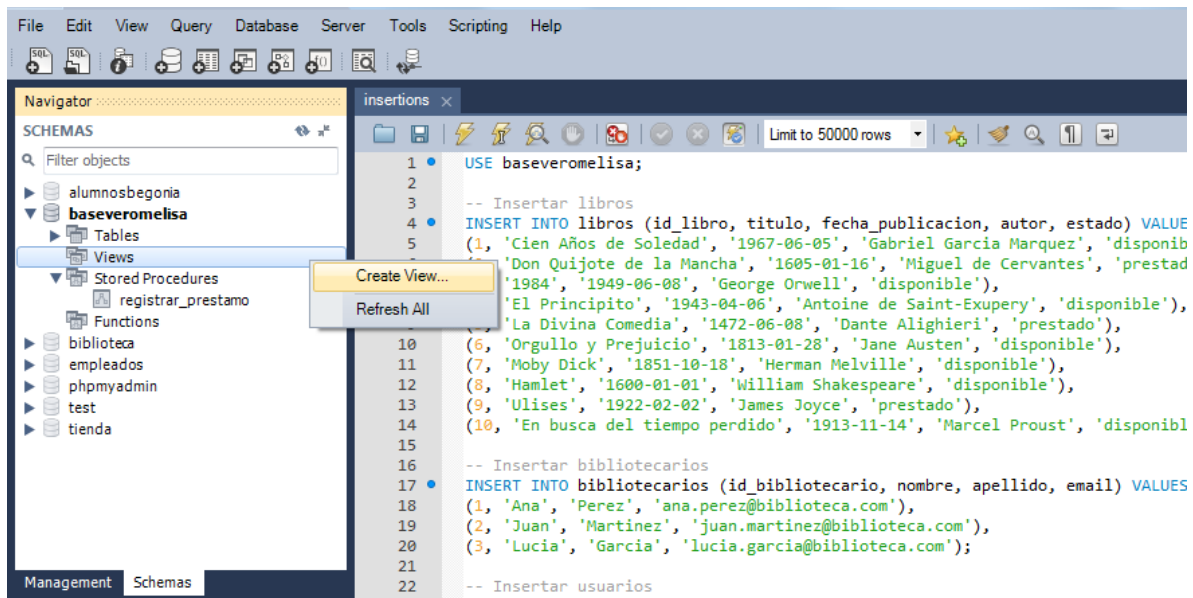 File Edit View Query Database Server Tools Scripting Help
SQL SQL
Navigator
SCHEMAS
Filter objects
alumnosbegonia
baseveromelisa
Tables
Views
Stored Procedures
registrar_prestamo
Functions
biblioteca
empleados
phpmyadmin
test
tienda
Management Schemas
Create View...
Refresh All
insertions
Limit to 50000 rows
1 USE baseveromelisa;
2
3 -- Insertar libros
4 INSERT INTO libros (id_libro, titulo, fecha_publicacion, autor, estado) VALUE
5 (1, 'Cien Años de Soledad', '1967-06-05', 'Gabriel Garcia Marquez', 'disponib
'Don Quijote de la Mancha', '1605-01-16', 'Miguel de Cervantes', 'prestad
'1984', '1949-06-08', 'George Orwell', 'disponible'),
'El Principito', '1943-04-06', 'Antoine de Saint-Exupery', 'disponible'),
'La Divina Comedia', '1472-06-08', 'Dante Alighieri', 'prestado'),
10 (6, 'Orgullo y Prejuicio', '1813-01-28', 'Jane Austen', 'disponible'),
11 (7, 'Moby Dick', '1851-10-18', 'Herman Melville', 'disponible'),
12 (8, 'Hamlet', '1600-01-01', 'William Shakespeare', 'disponible'),
13 (9, 'Ulises', '1922-02-02', 'James Joyce', 'prestado'),
14 (10, 'En busca del tiempo perdido', '1913-11-14', 'Marcel Proust', 'disponibl
15
16 -- Insertar bibliotecarios
17 INSERT INTO bibliotecarios (id_bibliotecario, nombre, apellido, email) VALUES
18 (1, 'Ana', 'Perez', 'ana.perez@biblioteca.com'),
19 (2, 'Juan', 'Martinez', 'juan.martinez@biblioteca.com'),
20 (3, 'Lucia', 'Garcia', 'lucia.garcia@biblioteca.com');
21
22 -- Insertar usuarios